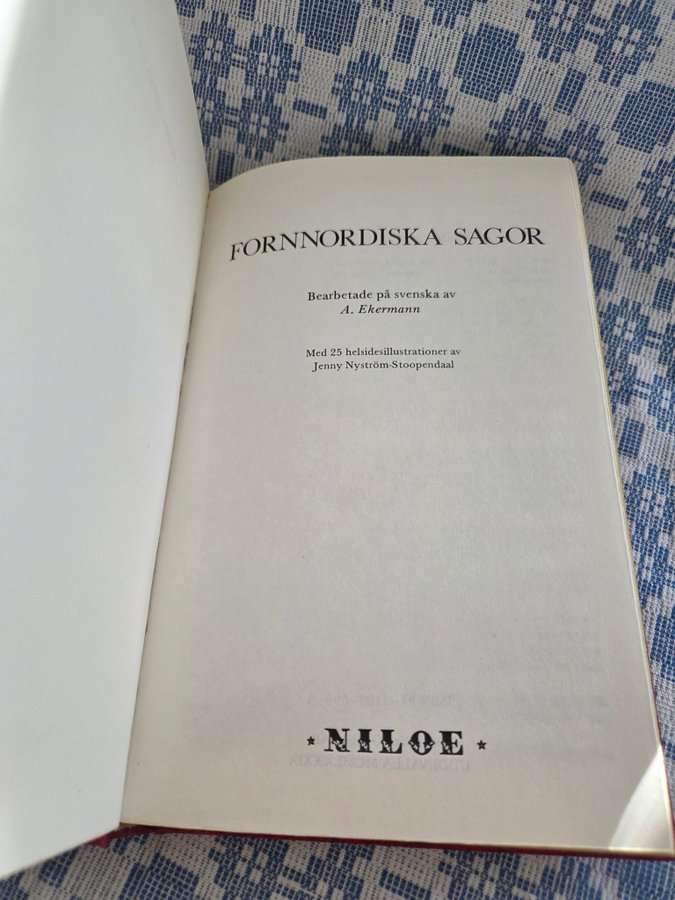 FORNNORDISKA SAGOR
Bearbetade på svenska av
A. Ekermann
Med 25 helsidesillustrationer av
Jenny Nyström-Stoopendaal
* NILOE *